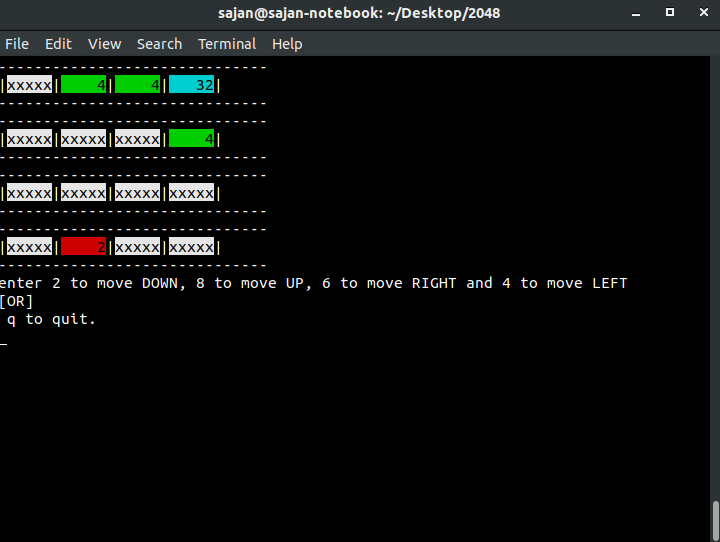 sajan@sajan-notebook: ~/Desktop/2048
File Edit View Search Terminal Help
------------------------------
|xxxxx|    4|    4|   32|
------------------------------
------------------------------
|xxxxx|xxxxx|xxxxx|    4|
------------------------------
------------------------------
|xxxxx|xxxxx|xxxxx|xxxxx|
------------------------------
------------------------------
|xxxxx|    2|xxxxx|xxxxx|
------------------------------
enter 2 to move DOWN, 8 to move UP, 6 to move RIGHT and 4 to move LEFT
[OR]
 q to quit.
_